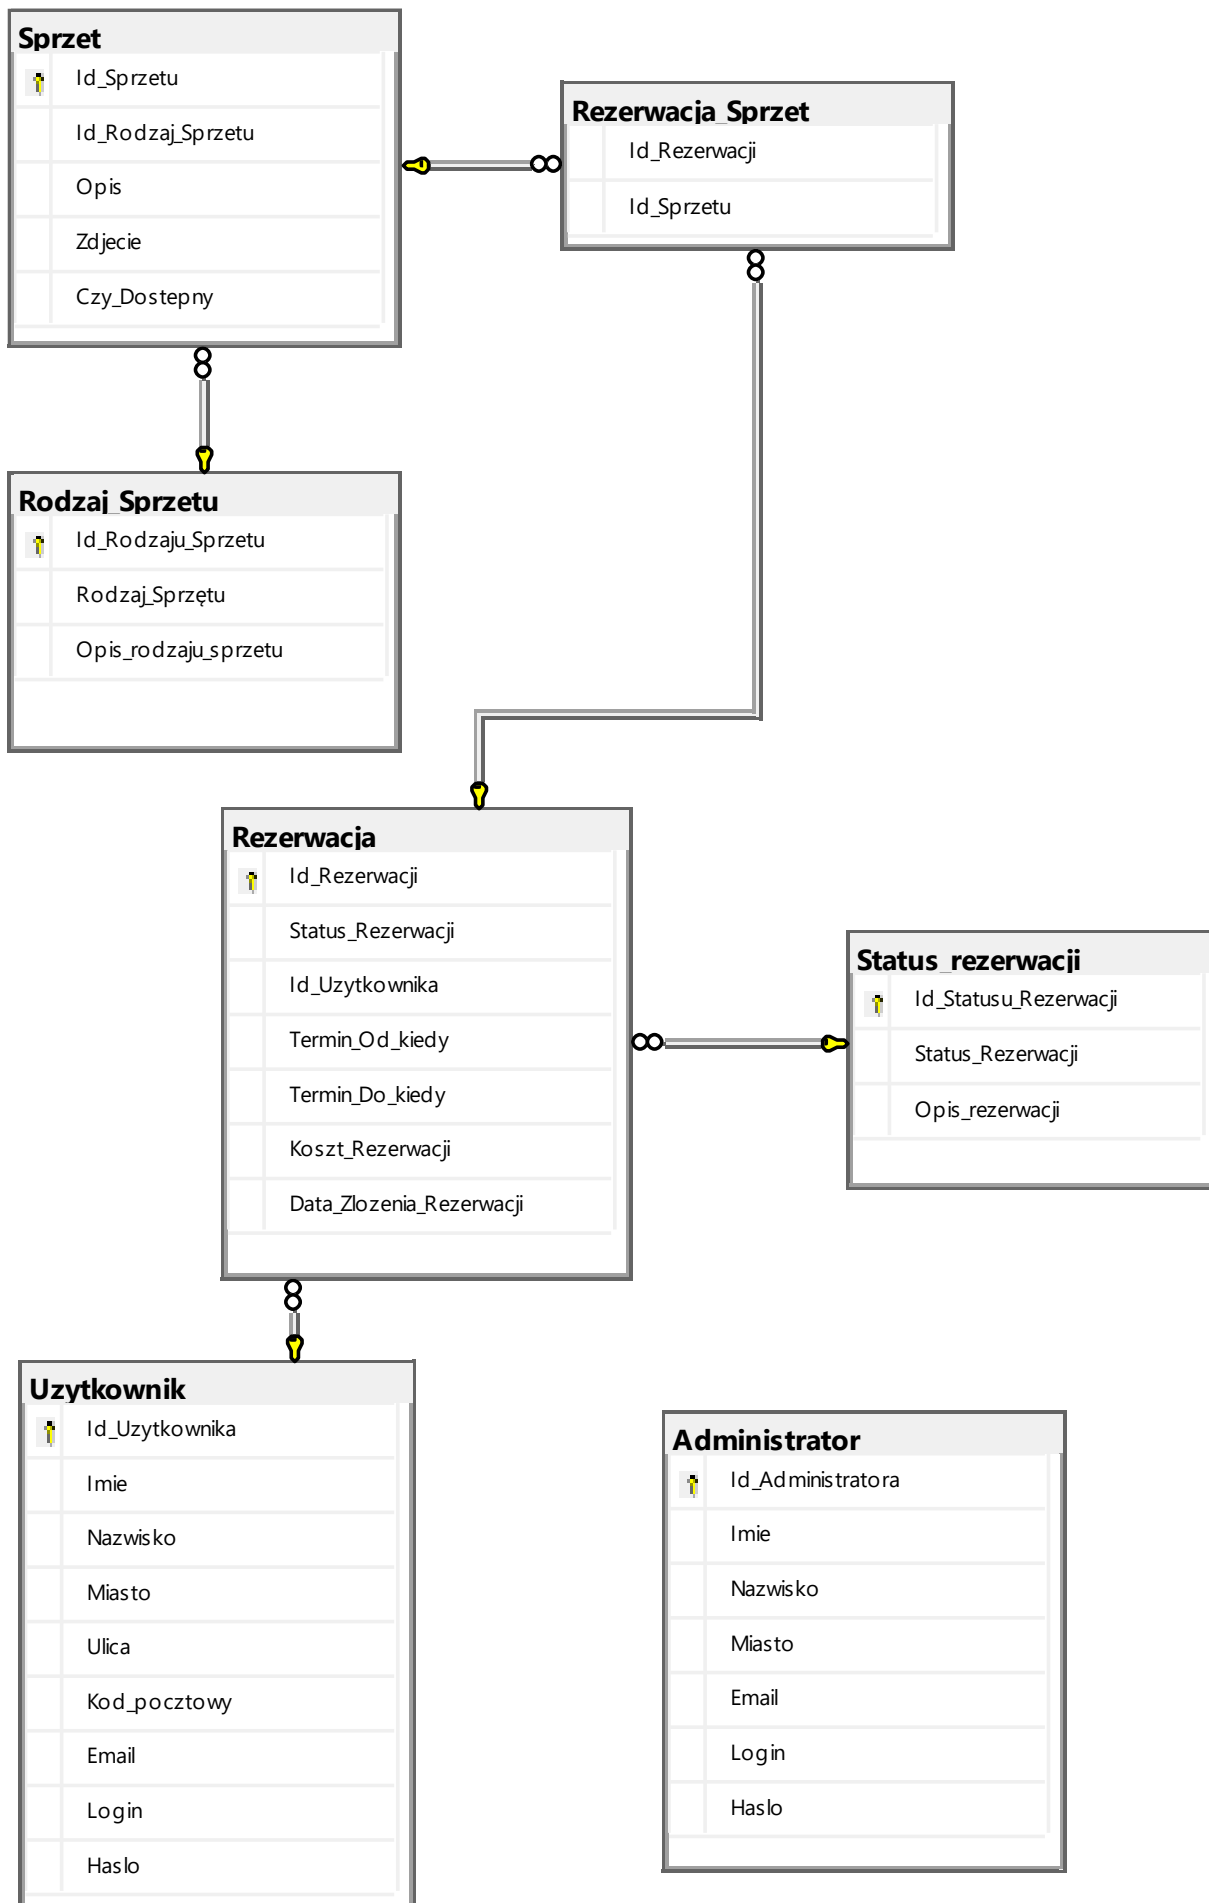 Sprzet
Id_Sprzetu
Id_Rodzaj_Sprzetu
Opis
Zdjecie
Czy_Dostepny
Rezerwacja_Sprzet
Id_Rezerwacji
Id_Sprzetu
Rodzaj_Sprzetu
Id_Rodzaju_Sprzetu
Rodzaj_Sprzętu
Opis_rodzaju_sprzetu
Rezerwacja
Id_Rezerwacji
Status_Rezerwacji
Id_Uzytkownika
Termin_Od_kiedy
Termin_Do_kiedy
Koszt_Rezerwacji
Data_Zlozenia_Rezerwacji
Status_rezerwacji
Id_Statusu_Rezerwacji
Status_Rezerwacji
Opis_rezerwacji
Uzytkownik
Id_Uzytkownika
Imie
Nazwisko
Miasto
Ulica
Kod_pocztowy
Email
Login
Haslo
Administrator
Id_Administratora
Imie
Nazwisko
Miasto
Email
Login
Haslo